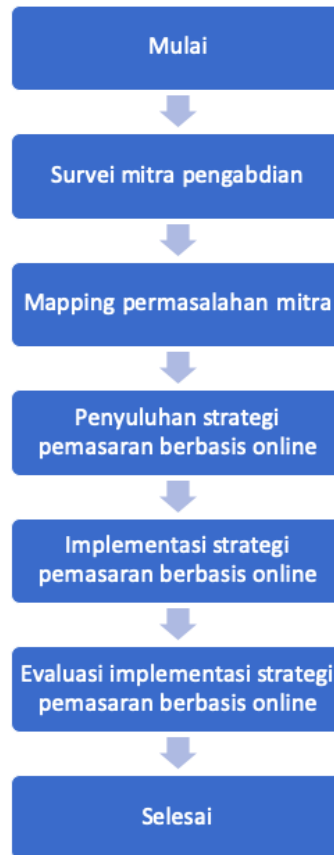 Mulai
Survei mitra pengabdian
Mapping permasalahan mitra
Penyuluhan strategi
pemasaran berbasis online
Implementasi strategi
pemasaran berbasis online
Evaluasi implementasi strategi
pemasaran berbasis online
Selesai